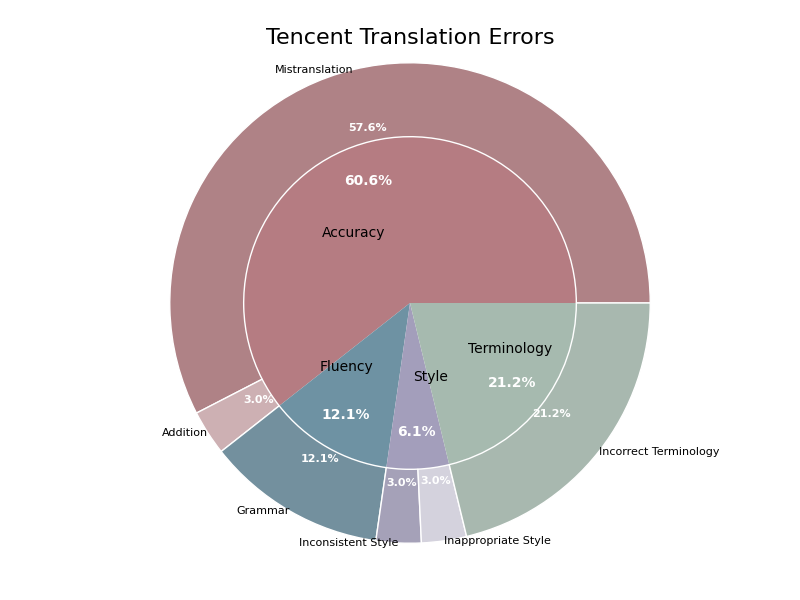 Tencent Translation Errors
Mistranslation
57.6%
60.6%
Accuracy
Terminology
21.2%
21.2%
Incorrect Terminology
Fluency
12.1%
12.1%
Style
6.1%
3.0%
Addition
Grammar
3.0%
3.0%
Inconsistent Style
Inappropriate Style